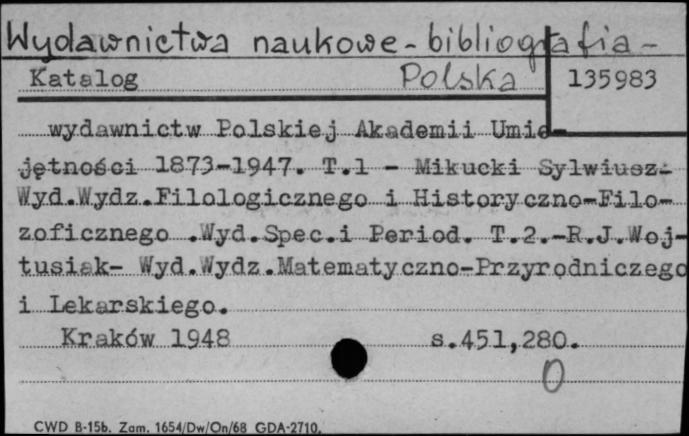 Wydawnictwa naukowe - bibliografia -
Katalog Polska 135983
wydawnictw Polskiej Akademii Umie-
jętności 1873-1947. T.1 - Mikucki Sylwiusz-
Wyd.Wydz.Filologicznego i Historyczno-Filo-
zoficznego .Wyd.Spec.i Period. T.2.-R.J.Woj-
tusiak- Wyd.Wydz.Matematyczno-Przyrodniczego
i Lekarskiego.
Kraków 1948 s.451,280.
0
CWD B-15b. Zam. 1654/Dw/On/68 GDA-2710.